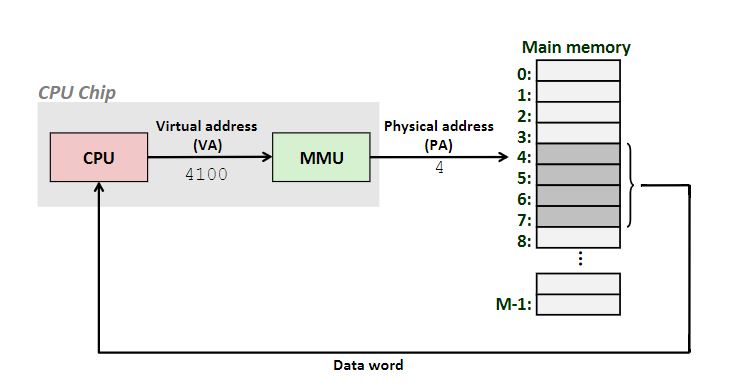 Main memory
0:
CPU Chip
1:
Virtual address
(VA)
Physical address
(PA)
2:
3:
CPU
MMU
4:
4100
4
5:
6:
7:
8:
...
M-1:
Data word